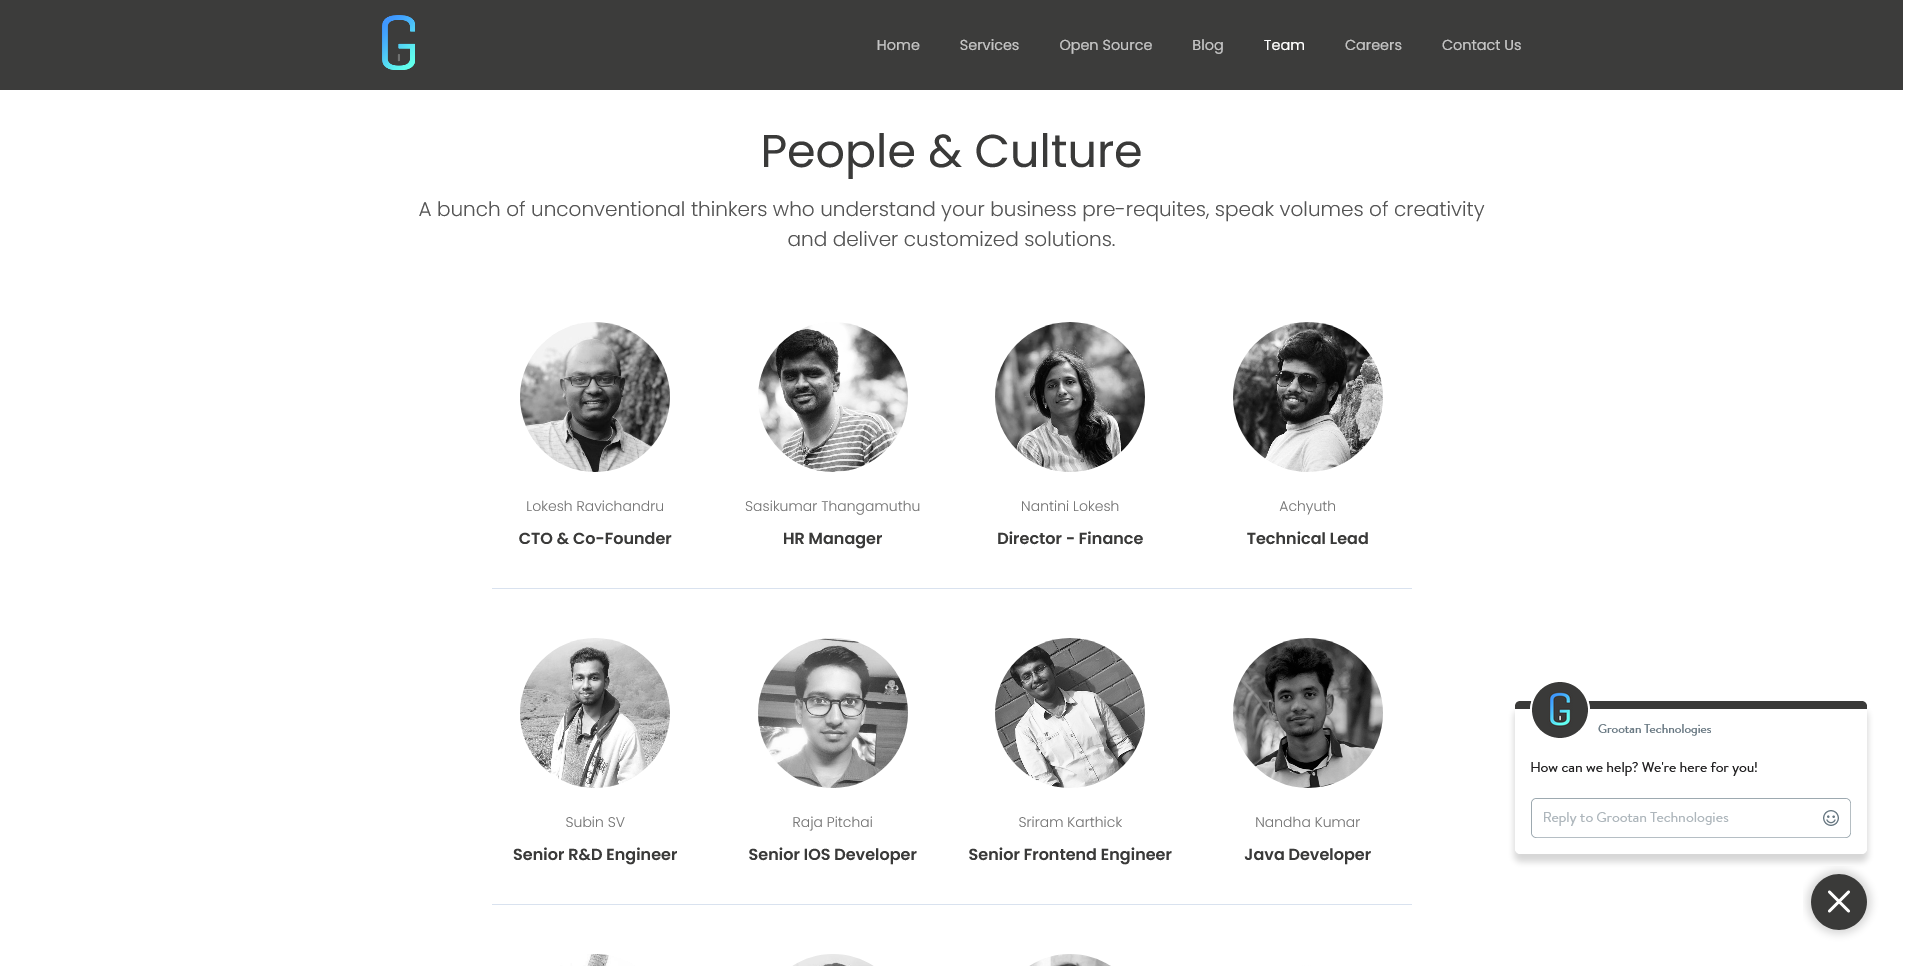 Home
Services
Open Source
Blog
Team
Careers
Contact Us
People & Culture
A bunch of unconventional thinkers who understand your business pre-requites, speak volumes of creativity
and deliver customized solutions.
Lokesh Ravichandru
CTO & Co-Founder
Sasikumar Thangamuthu
HR Manager
Nantini Lokesh
Director - Finance
Achyuth
Technical Lead
Subin SV
Senior R&D Engineer
Raja Pitchai
Senior IOS Developer
Sriram Karthick
Senior Frontend Engineer
Nandha Kumar
Java Developer
Grootan Technologies
How can we help? We're here for you!
Reply to Grootan Technologies